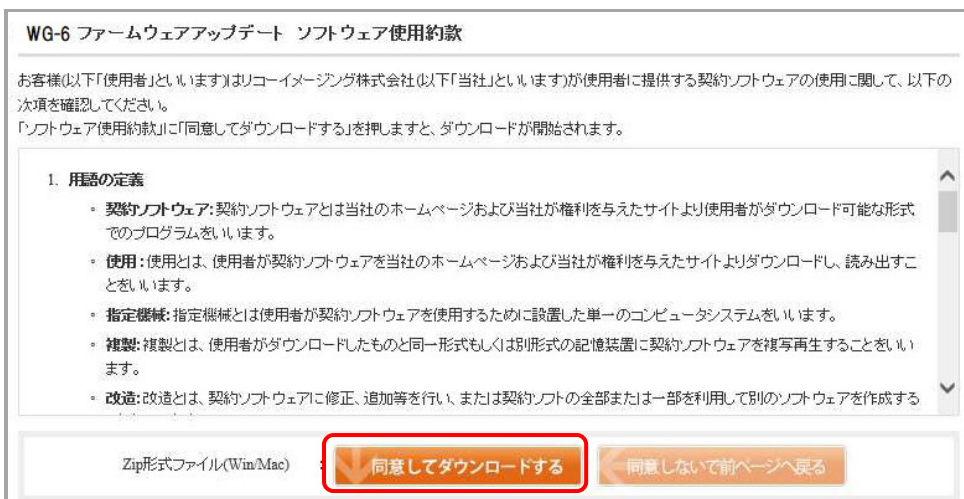 WG-6 ファームウェアアップデート ソフトウェア使用約款
お客様(以下「使用者」といいます)はリコーイメージング株式会社(以下「当社」といいます)が使用者に提供する契約ソフトウェアの使用に関して、以下の
次項を確認してください。
「ソフトウェア使用約款」に「同意してダウンロードする」を押しますと、ダウンロードが開始されます。
1. 用語の定義
◦ 契約ソフトウェア:契約ソフトウェアとは当社のホームページおよび当社が権利を与えたサイトより使用者がダウンロード可能な形式
でのプログラムをいいます。
◦ 使用:使用とは、使用者が契約ソフトウェアを当社のホームページおよび当社が権利を与えたサイトよりダウンロードし、読み出すこ
とをいいます。
◦ 指定機械:指定機械とは使用者が契約ソフトウェアを使用するために設置した単一のコンピュータシステムをいいます。
◦ 複製:複製とは、使用者がダウンロードしたものと同一形式もしくは別形式の記憶装置に契約ソフトウェアを複写再生することをいい
ます。
◦ 改造:改造とは、契約ソフトウェアに修正、追加等を行い、または契約ソフトの全部または一部を利用して別のソフトウェアを作成する
Zip形式ファイル(Win/Mac) : 同意してダウンロードする 同意しないで前ページへ戻る